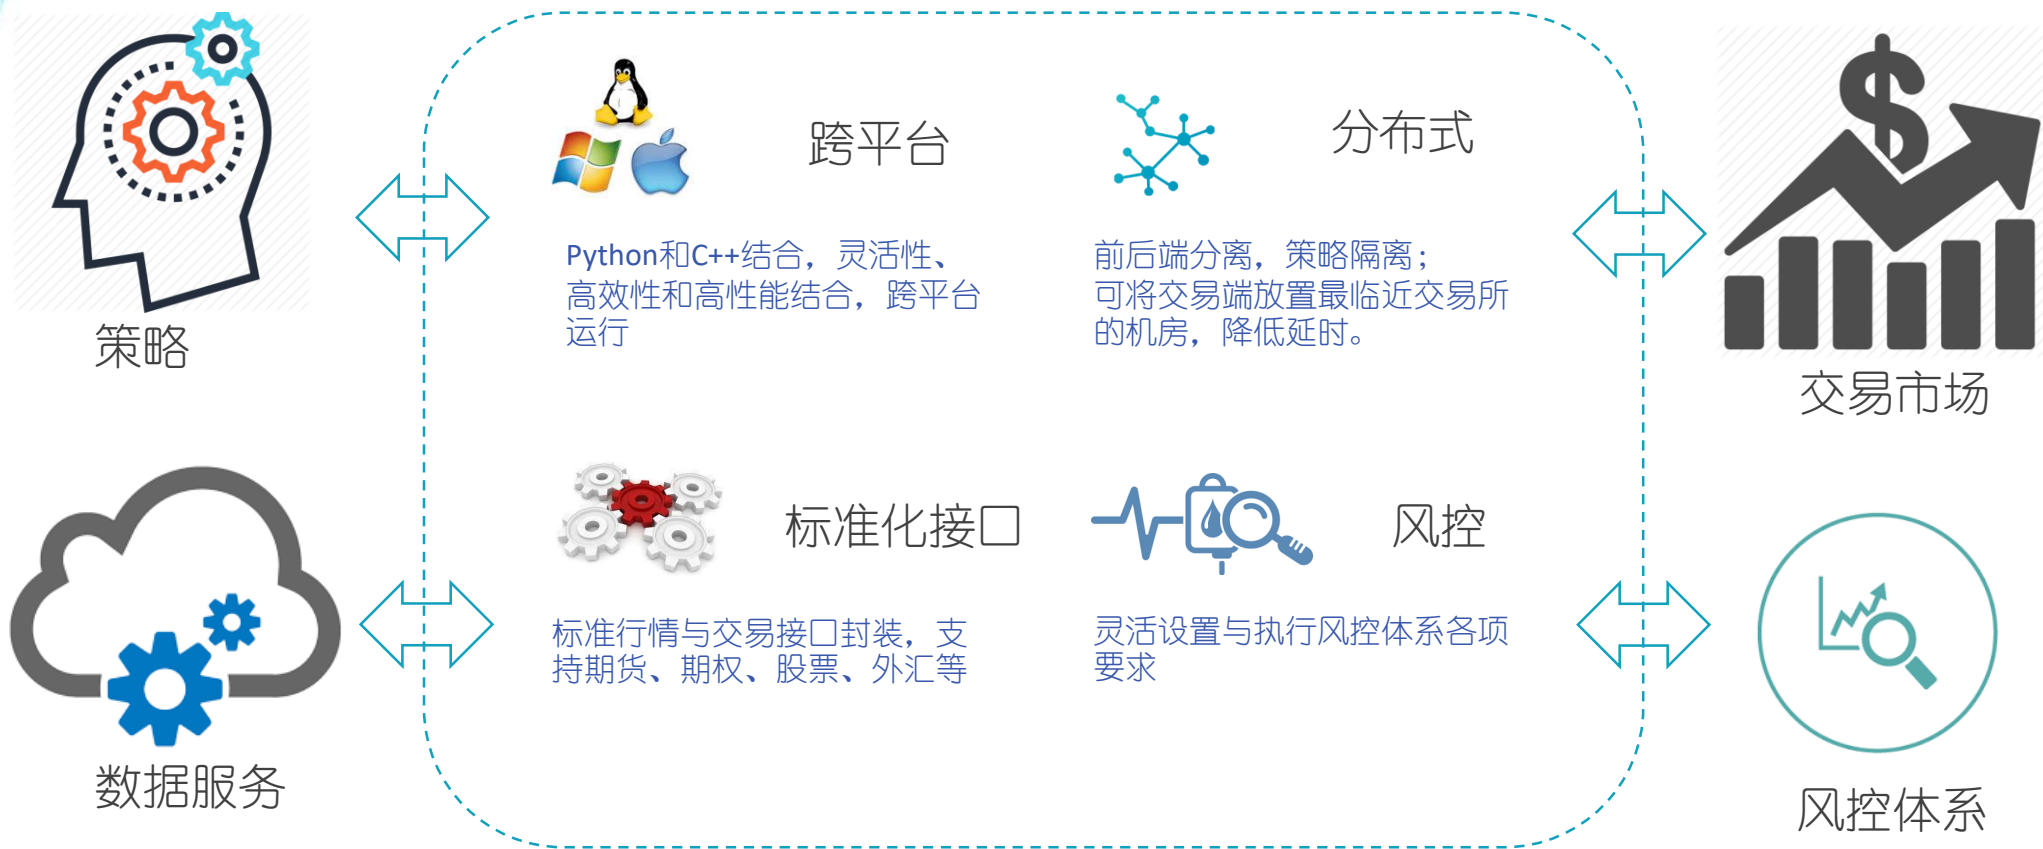 策略
跨平台
Python和C++结合，灵活性、
高效性和高性能结合，跨平台
运行
分布式
前后端分离，策略隔离；
可将交易端放置最临近交易所
的机房，降低延时。
交易市场
数据服务
标准化接口
标准行情与交易接口封装，支
持期货、期权、股票、外汇等
风控
灵活设置与执行风控体系各项
要求
风控体系